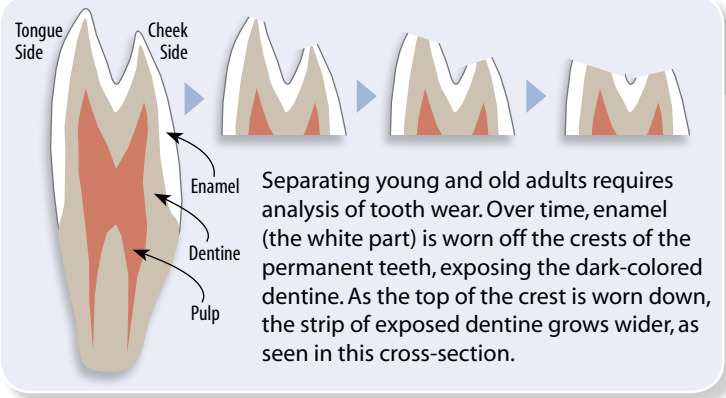 Tongue
Side
Cheek
Side
Enamel
Dentine
Pulp
Separating young and old adults requires
analysis of tooth wear. Over time, enamel
(the white part) is worn off the crests of the
permanent teeth, exposing the dark-colored
dentine. As the top of the crest is worn down,
the strip of exposed dentine grows wider, as
seen in this cross-section.